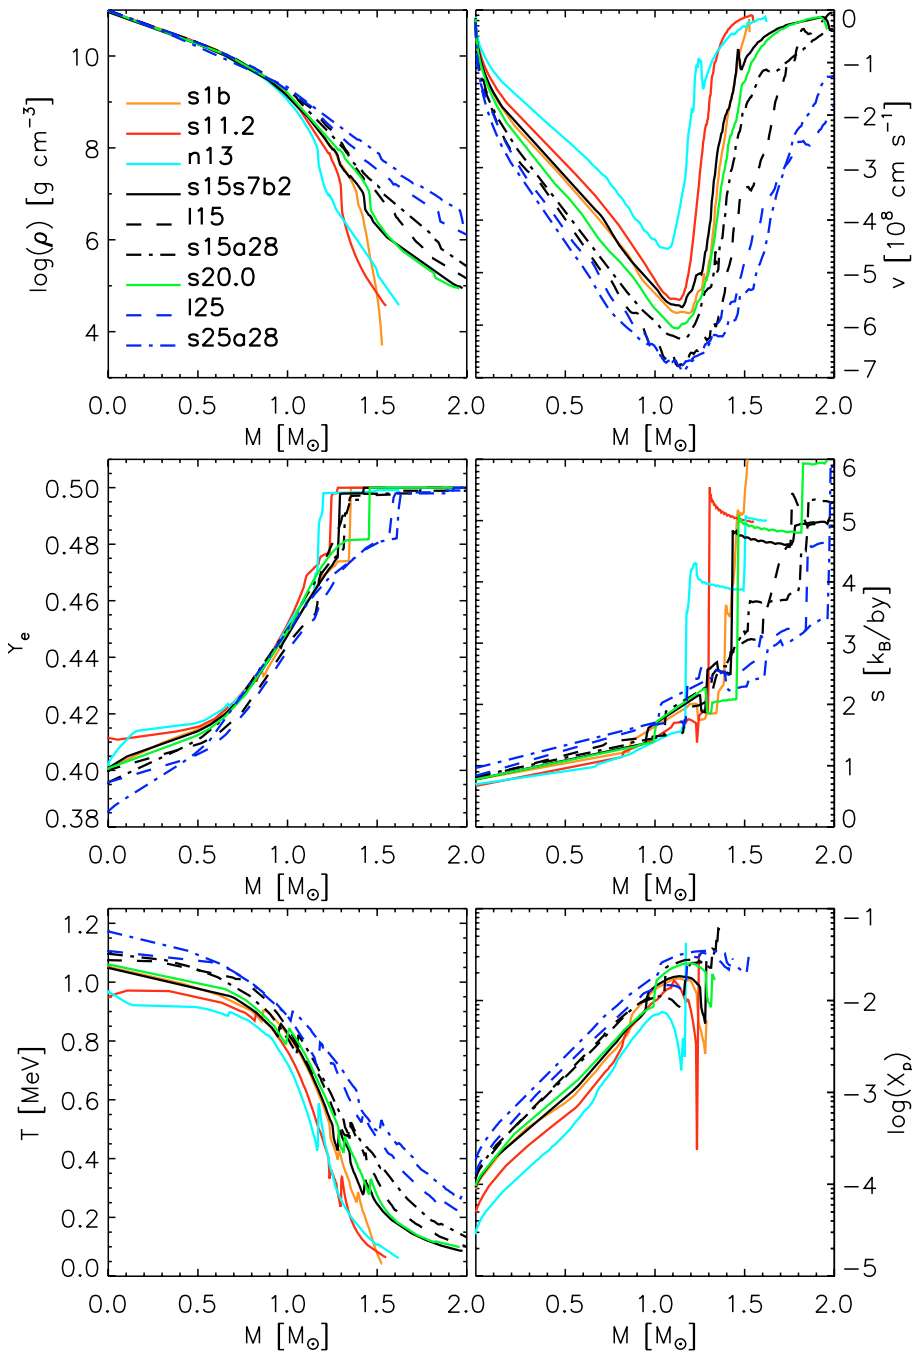 log(ρ) [g cm⁻³]
10
8
6
4
s1b
s11.2
n13
s15s7b2
l15
s15a28
s20.0
l25
s25a28
0.0 0.5 1.0 1.5 2.0
M [M⊙]
0
−1
−2
−3
−4
−5
−6
−7
v [10⁸ cm s⁻¹]
0.0 0.5 1.0 1.5 2.0
M [M⊙]
Yₑ
0.50
0.48
0.46
0.44
0.42
0.40
0.38
0.0 0.5 1.0 1.5 2.0
M [M⊙]
6
5
4
3
2
1
0
s [k_B/by]
0.0 0.5 1.0 1.5 2.0
M [M⊙]
T [MeV]
1.2
1.0
0.8
0.6
0.4
0.2
0.0
0.0 0.5 1.0 1.5 2.0
M [M⊙]
−1
−2
−3
−4
−5
log(Xₚ)
0.0 0.5 1.0 1.5 2.0
M [M⊙]